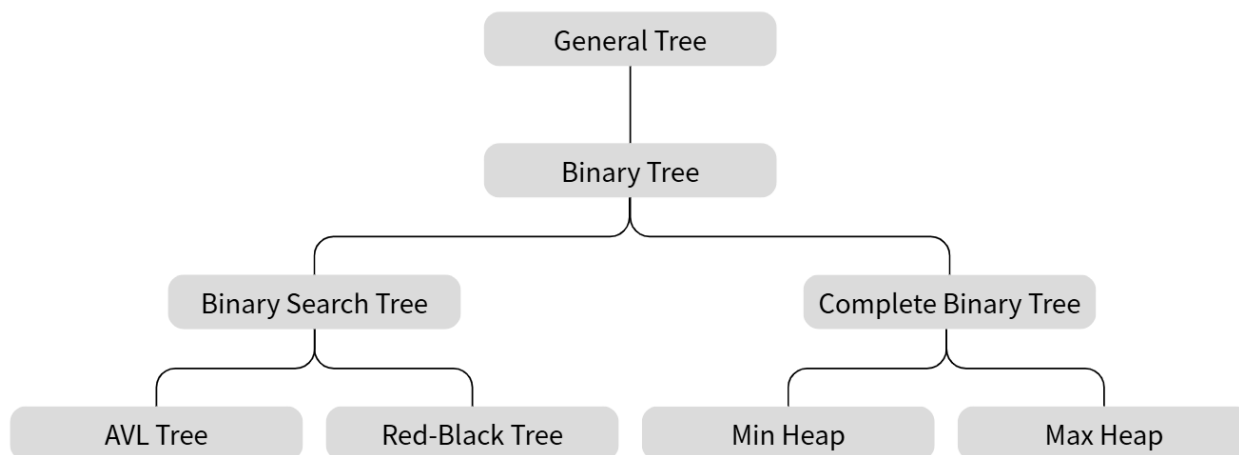 General Tree
Binary Tree
Binary Search Tree
Complete Binary Tree
AVL Tree
Red-Black Tree
Min Heap
Max Heap